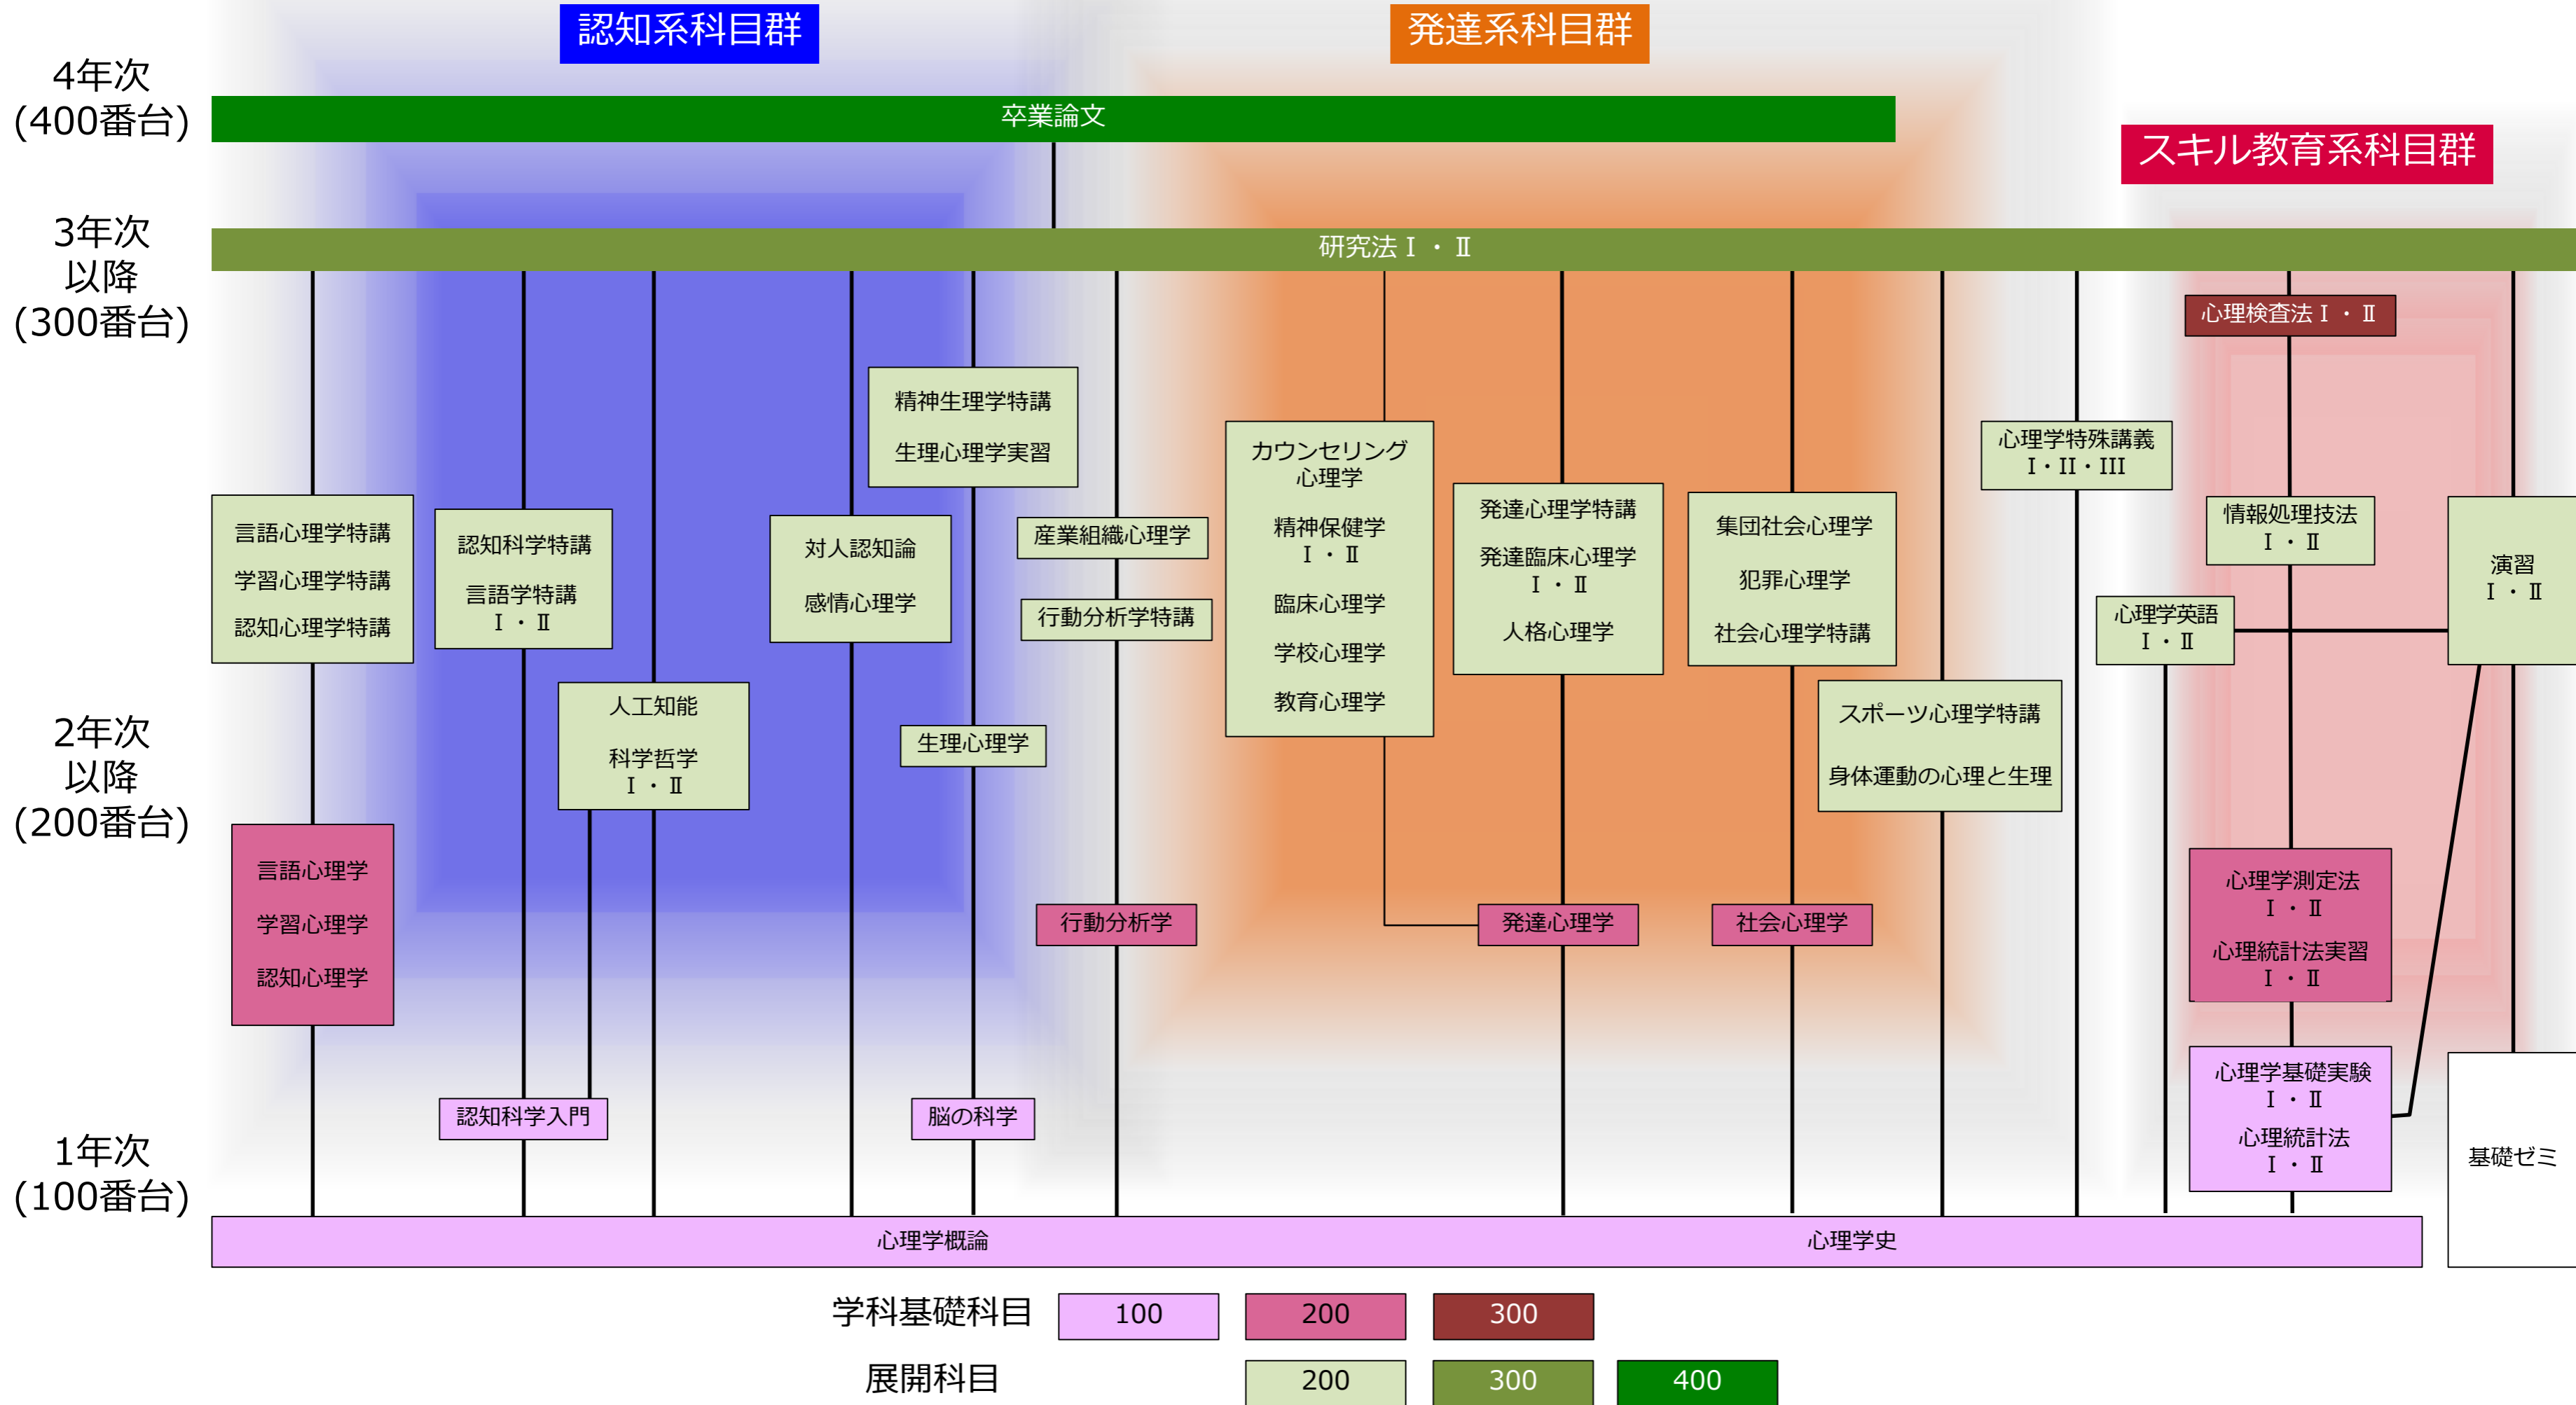 認知系科目群
発達系科目群
スキル教育系科目群
4年次
(400番台)
卒業論文
3年次
以降
(300番台)
研究法Ⅰ・Ⅱ
心理検査法Ⅰ・Ⅱ
精神生理学特講
生理心理学実習
言語心理学特講
学習心理学特講
認知心理学特講
認知科学特講
言語学特講
Ⅰ・Ⅱ
対人認知論
感情心理学
産業組織心理学
行動分析学特講
カウンセリング
心理学
精神保健学
Ⅰ・Ⅱ
臨床心理学
学校心理学
教育心理学
発達心理学特講
発達臨床心理学
Ⅰ・Ⅱ
人格心理学
集団社会心理学
犯罪心理学
社会心理学特講
心理学特殊講義
I・II・III
情報処理技法
Ⅰ・Ⅱ
心理学英語
Ⅰ・Ⅱ
演習
Ⅰ・Ⅱ
2年次
以降
(200番台)
人工知能
科学哲学
Ⅰ・Ⅱ
生理心理学
スポーツ心理学特講
身体運動の心理と生理
言語心理学
学習心理学
認知心理学
行動分析学
発達心理学
社会心理学
心理学測定法
Ⅰ・Ⅱ
心理統計法実習
Ⅰ・Ⅱ
1年次
(100番台)
認知科学入門
脳の科学
心理学基礎実験
Ⅰ・Ⅱ
心理統計法
Ⅰ・Ⅱ
基礎ゼミ
心理学概論
心理学史
学科基礎科目
100
200
300
展開科目
200
300
400